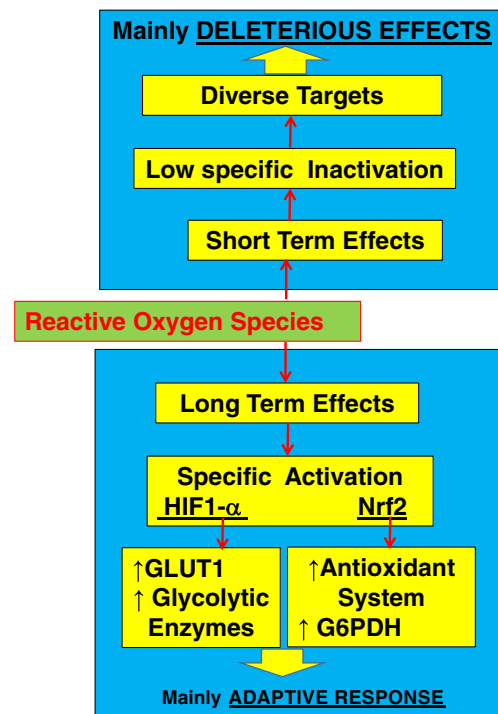 Mainly DELETERIOUS EFFECTS
Diverse Targets
Low specific Inactivation
Short Term Effects
Reactive Oxygen Species
Long Term Effects
Specific Activation
HIF1-α Nrf2
↑GLUT1
↑ Glycolytic
Enzymes
↑Antioxidant
System
↑ G6PDH
Mainly ADAPTIVE RESPONSE